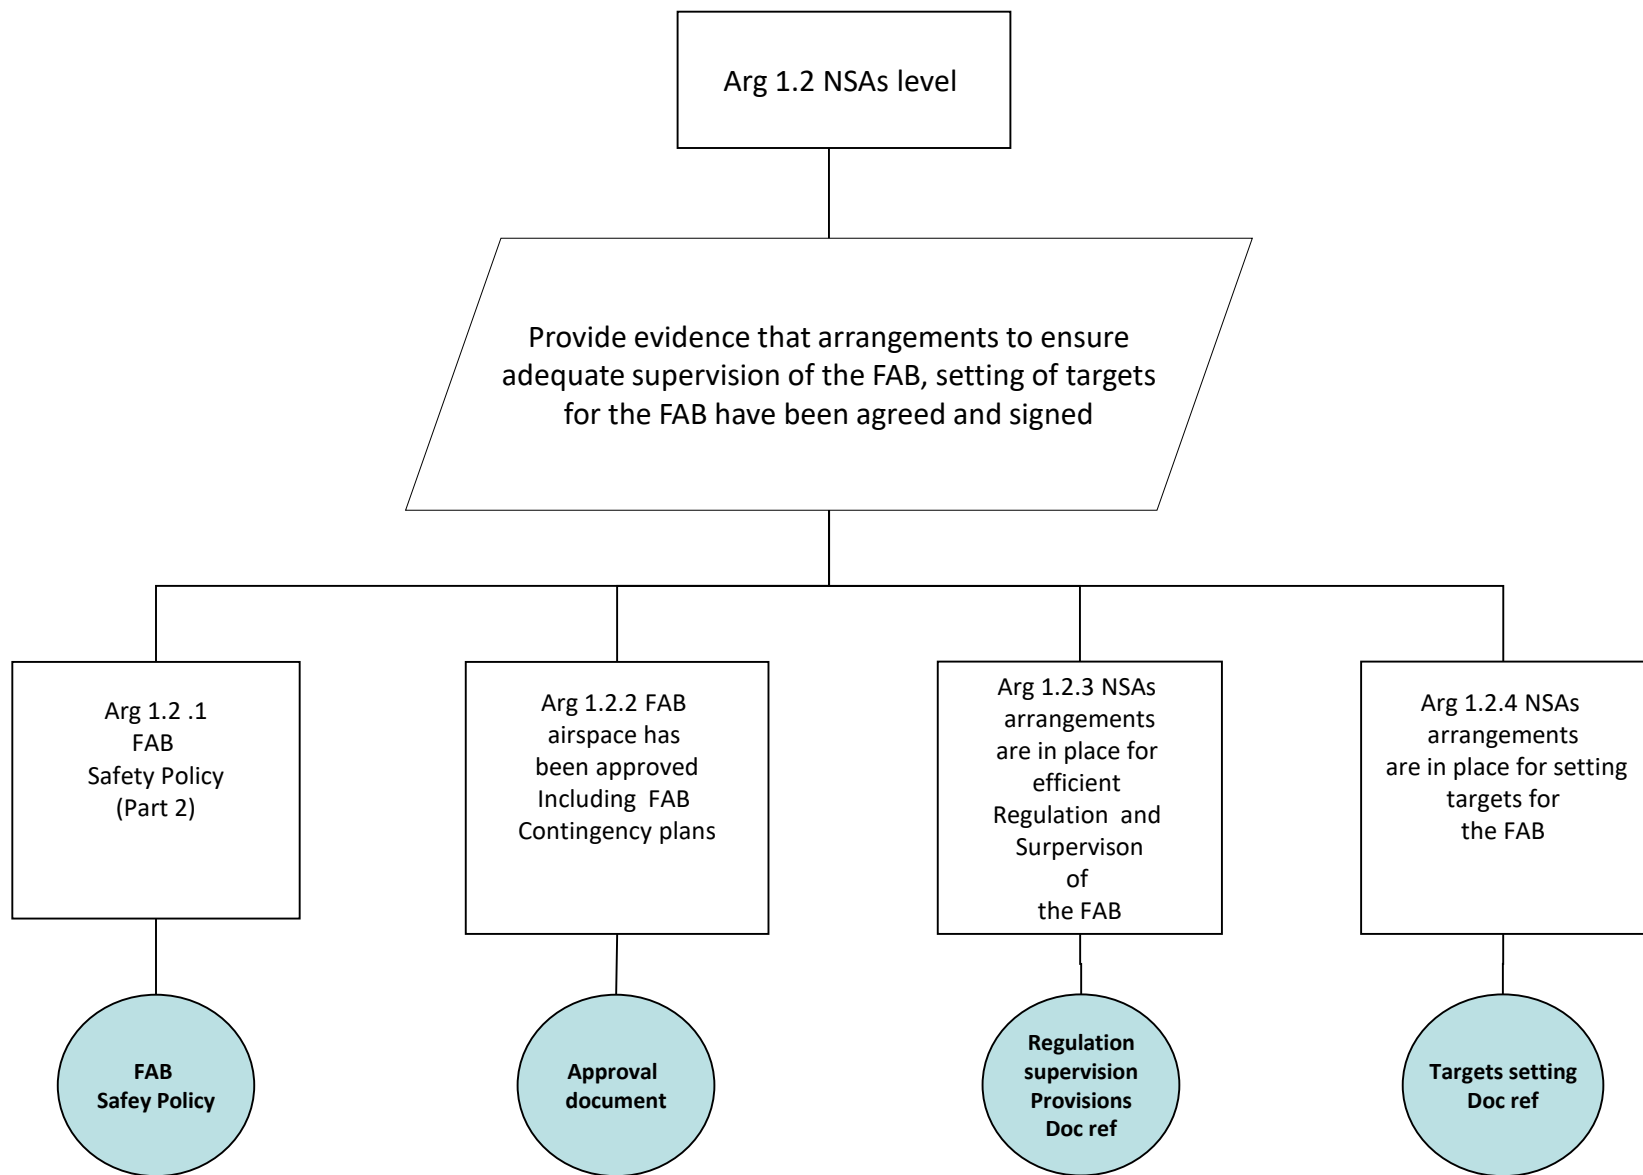 Arg 1.2 NSAs level
Provide evidence that arrangements to ensure
adequate supervision of the FAB, setting of targets
for the FAB have been agreed and signed
Arg 1.2 .1
FAB
Safety Policy
(Part 2)
Arg 1.2.2 FAB
airspace has
been approved
Including FAB
Contingency plans
Arg 1.2.3 NSAs
arrangements
are in place for
efficient
Regulation and
Surpervison
of
the FAB
Arg 1.2.4 NSAs
arrangements
are in place for setting
targets for
the FAB
FAB
Safey Policy
Approval
document
Regulation
supervision
Provisions
Doc ref
Targets setting
Doc ref